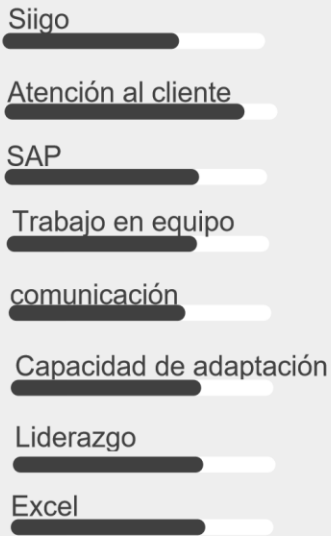 Siigo
Atención al cliente
SAP
Trabajo en equipo
comunicación
Capacidad de adaptación
Liderazgo
Excel